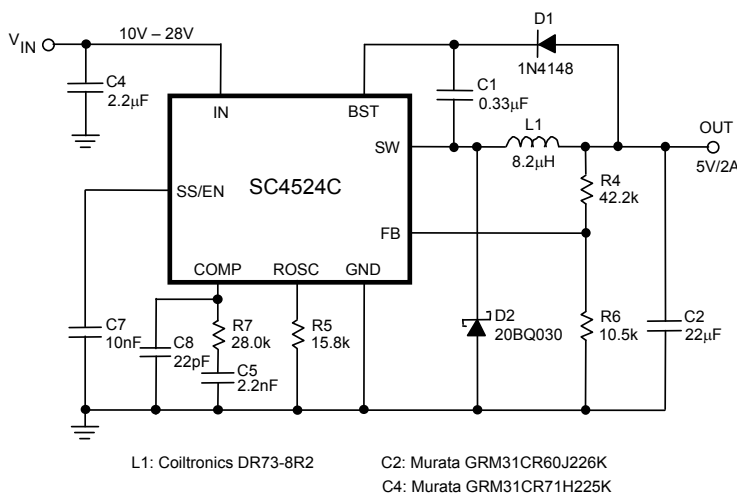 D1
V IN
10V – 28V
1N4148
C4
2.2µF
C1
0.33µF
IN
BST
L1
OUT
SW
8.2µH
5V/2A
SS/EN
SC4524C
R4
42.2k
FB
COMP
ROSC
GND
C7
10nF
C8
22pF
R7
28.0k
R5
15.8k
D2
20BQ030
R6
10.5k
C2
22µF
C5
2.2nF
L1: Coiltronics DR73-8R2
C2: Murata GRM31CR60J226K
C4: Murata GRM31CR71H225K